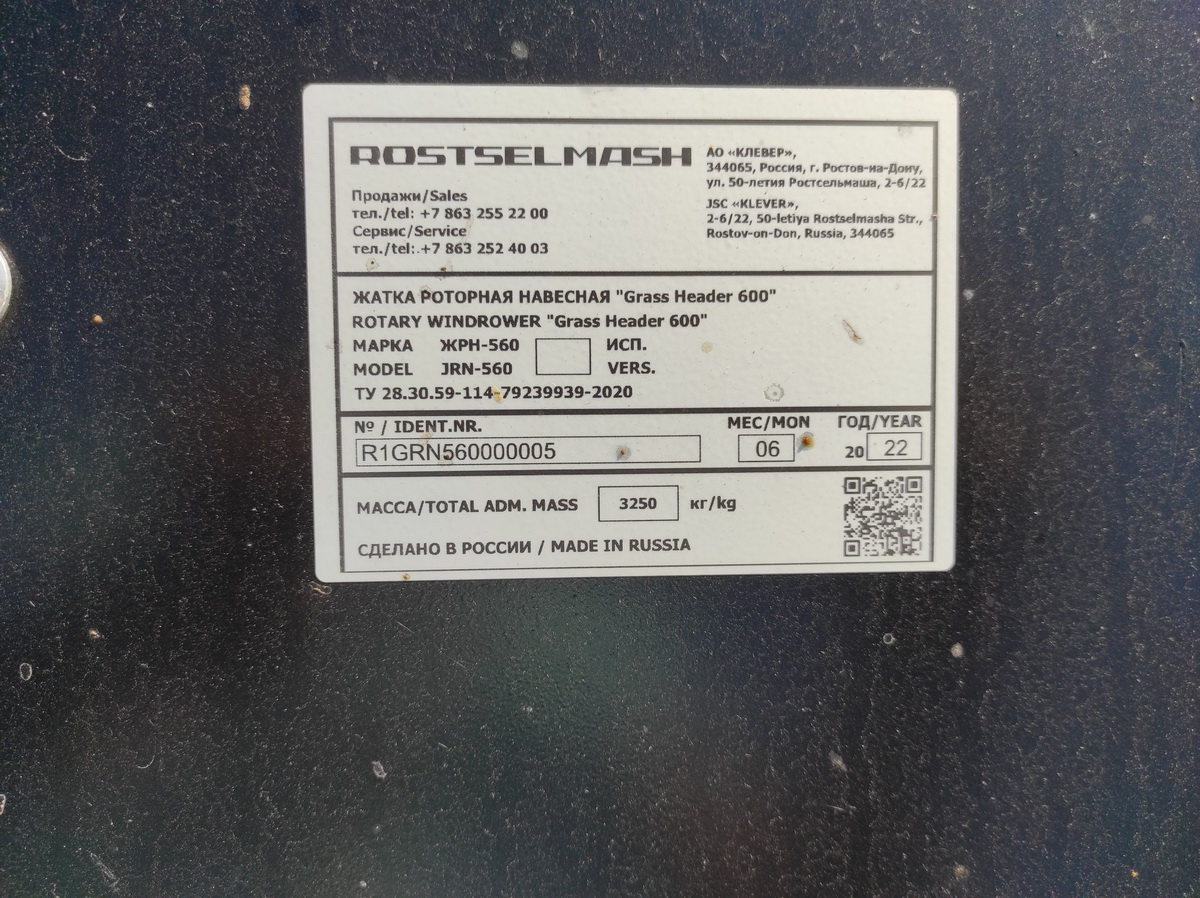 ROSTSELMASH
Продажи/Sales
тел./tel: +7 863 255 22 00
Сервис/Service
тел./tel: +7 863 252 40 03
АО «КЛЕВЕР»,
344065, Россия, г. Ростов-на-Дону,
ул. 50-летия Ростсельмаша, 2-6/22
JSC «KLEVER»,
2-6/22, 50-letiya Rostselmasha Str.,
Rostov-on-Don, Russia, 344065
ЖАТКА РОТОРНАЯ НАВЕСНАЯ "Grass Header 600"
ROTARY WINDROWER "Grass Header 600"
МАРКА ЖРН-560 ИСП.
MODEL JRN-560 VERS.
ТУ 28.30.59-114-79239939-2020
№ / IDENT.NR. МЕС/MON ГОД/YEAR
R1GRN560000005 06 20 22
МАССА/TOTAL ADM. MASS 3250 кг/kg
СДЕЛАНО В РОССИИ / MADE IN RUSSIA